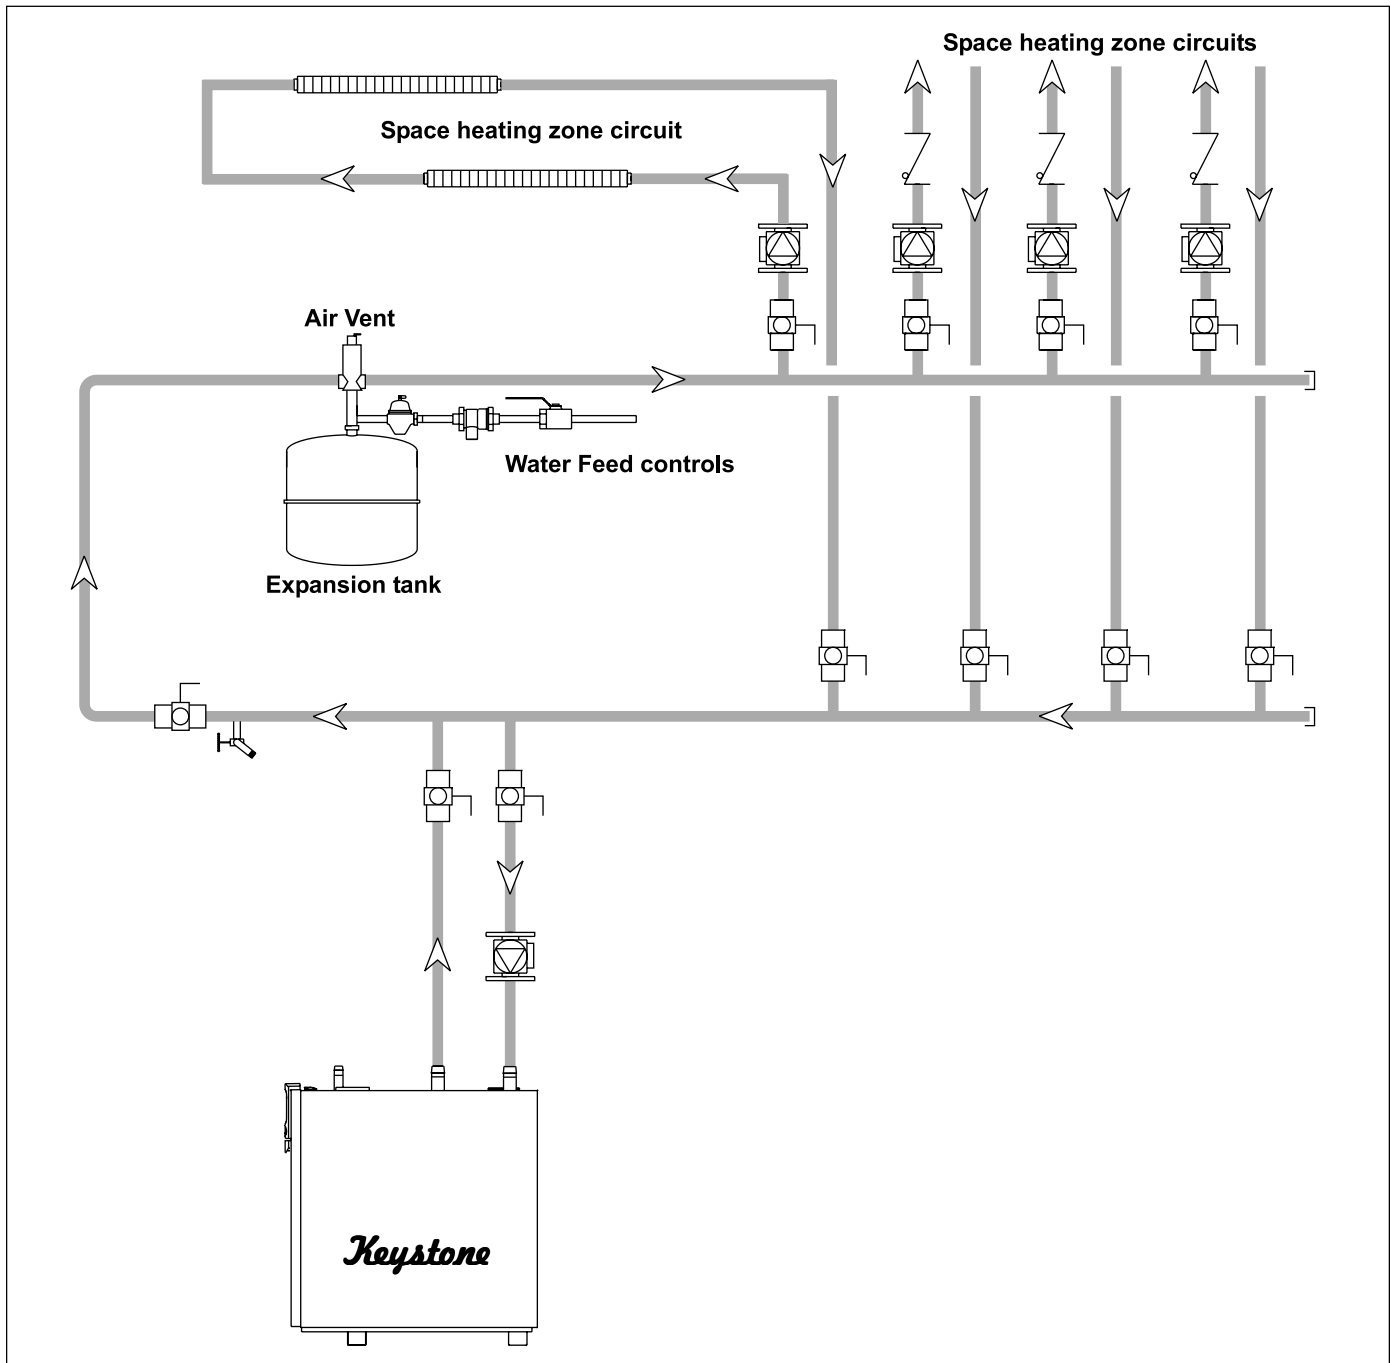 Space heating zone circuits
Space heating zone circuit
Air Vent
Water Feed controls
Expansion tank
Keystone